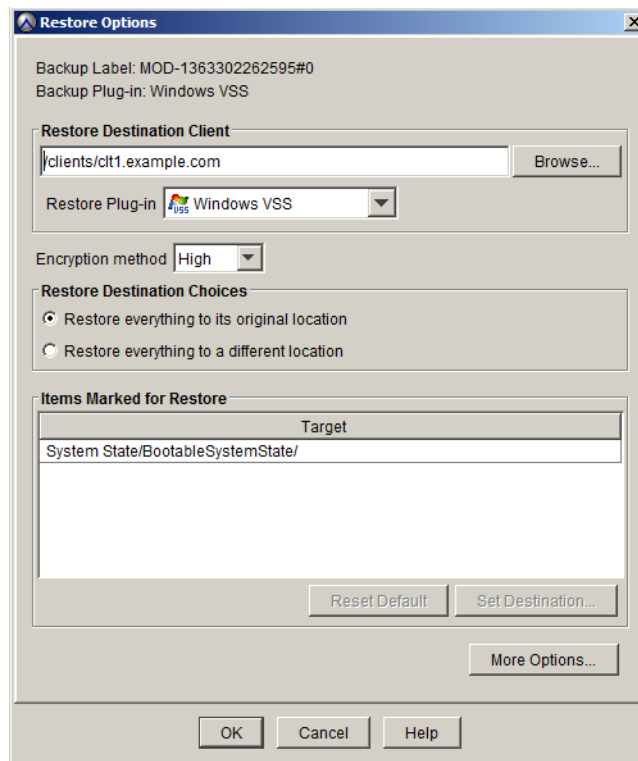 Restore Options
Backup Label: MOD-1363302262595#0
Backup Plug-in: Windows VSS
Restore Destination Client
/clients/clt1.example.com
Browse...
Restore Plug-in VSS Windows VSS
Encryption method High
Restore Destination Choices
Restore everything to its original location
Restore everything to a different location
Items Marked for Restore
Target
System State/BootableSystemState/
Reset Default Set Destination...
More Options...
OK Cancel Help